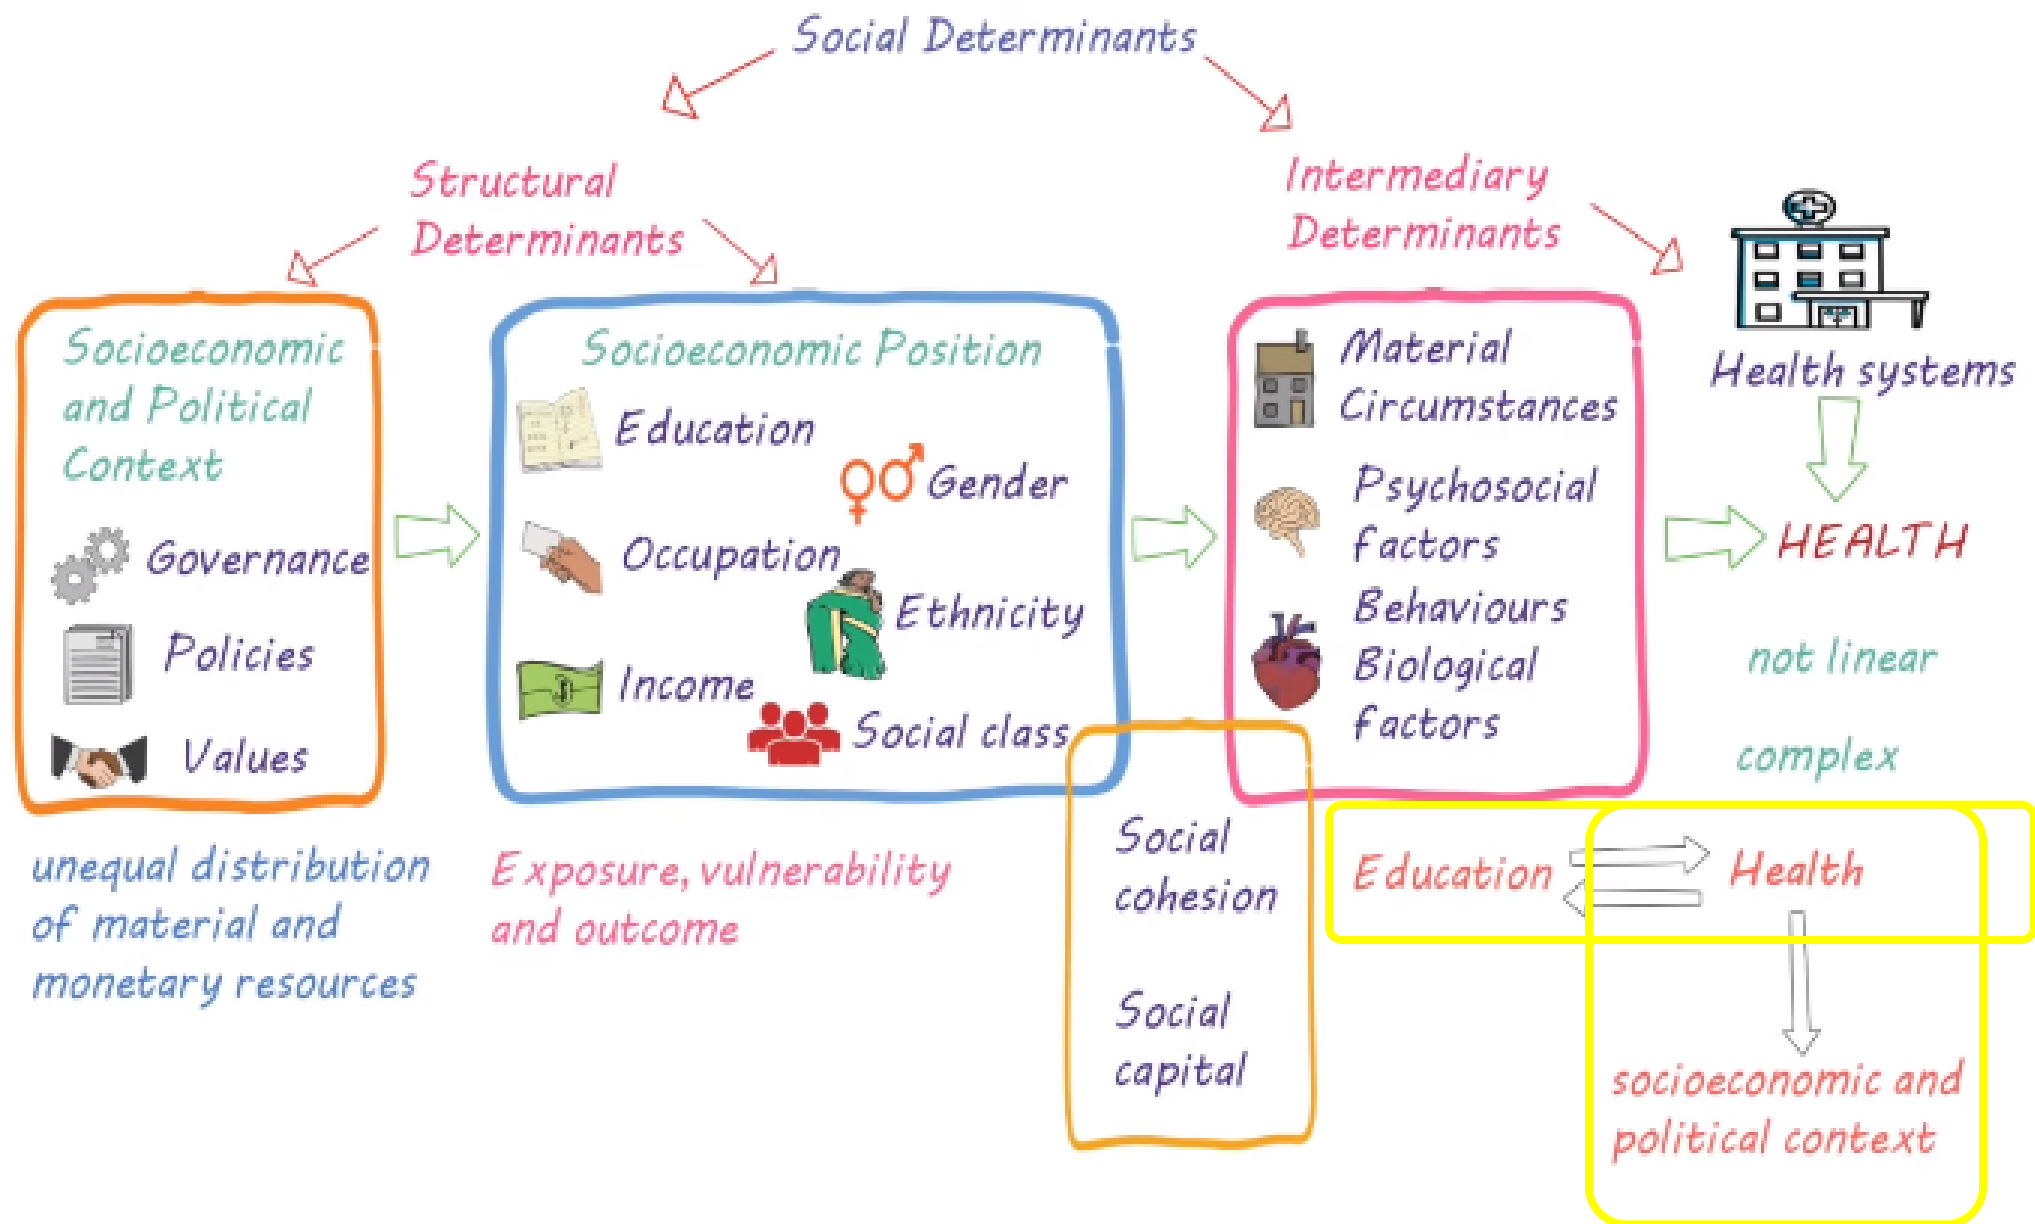 Social Determinants
Structural
Determinants
Intermediary
Determinants
Socioeconomic
and Political
Context
Governance
Policies
Values
Socioeconomic Position
Education
Gender
Occupation
Ethnicity
Income
Social class
Material
Circumstances
Psychosocial
factors
Behaviours
Biological
factors
Health systems
HEALTH
not linear
complex
unequal distribution
of material and
monetary resources
Exposure, vulnerability
and outcome
Social
cohesion
Social
capital
Education
Health
socioeconomic and
political context